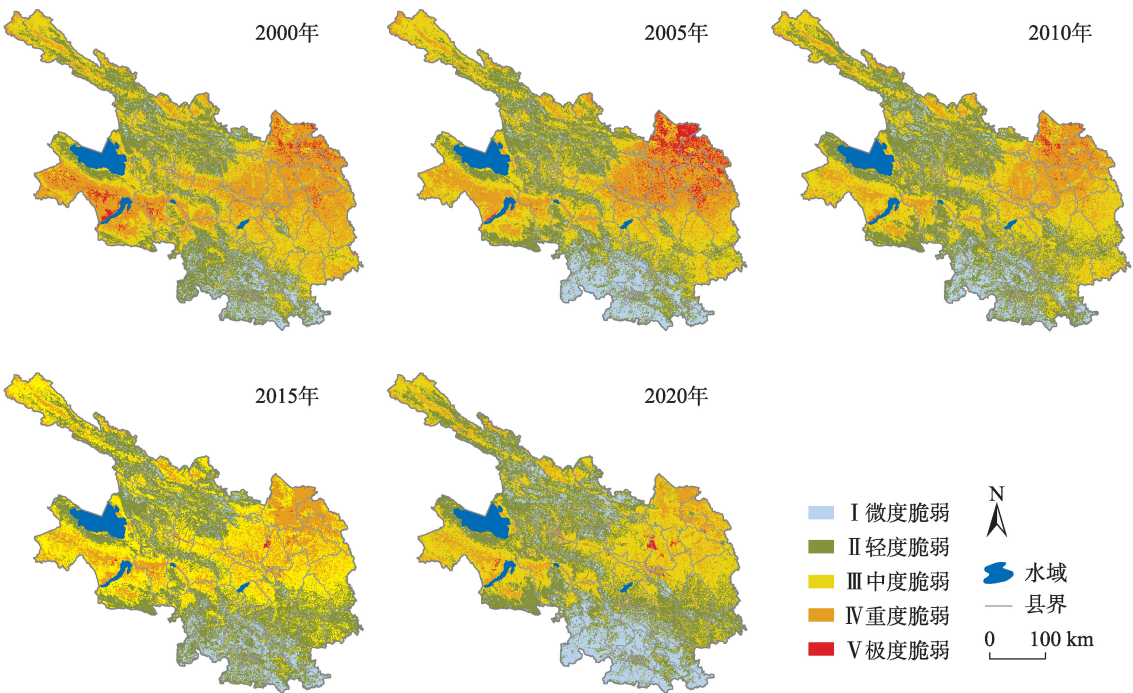 2000年
2005年
2010年
2015年
2020年
Ⅰ微度脆弱
Ⅱ轻度脆弱
Ⅲ中度脆弱
Ⅳ重度脆弱
Ⅴ极度脆弱
N
水域
县界
0 100 km